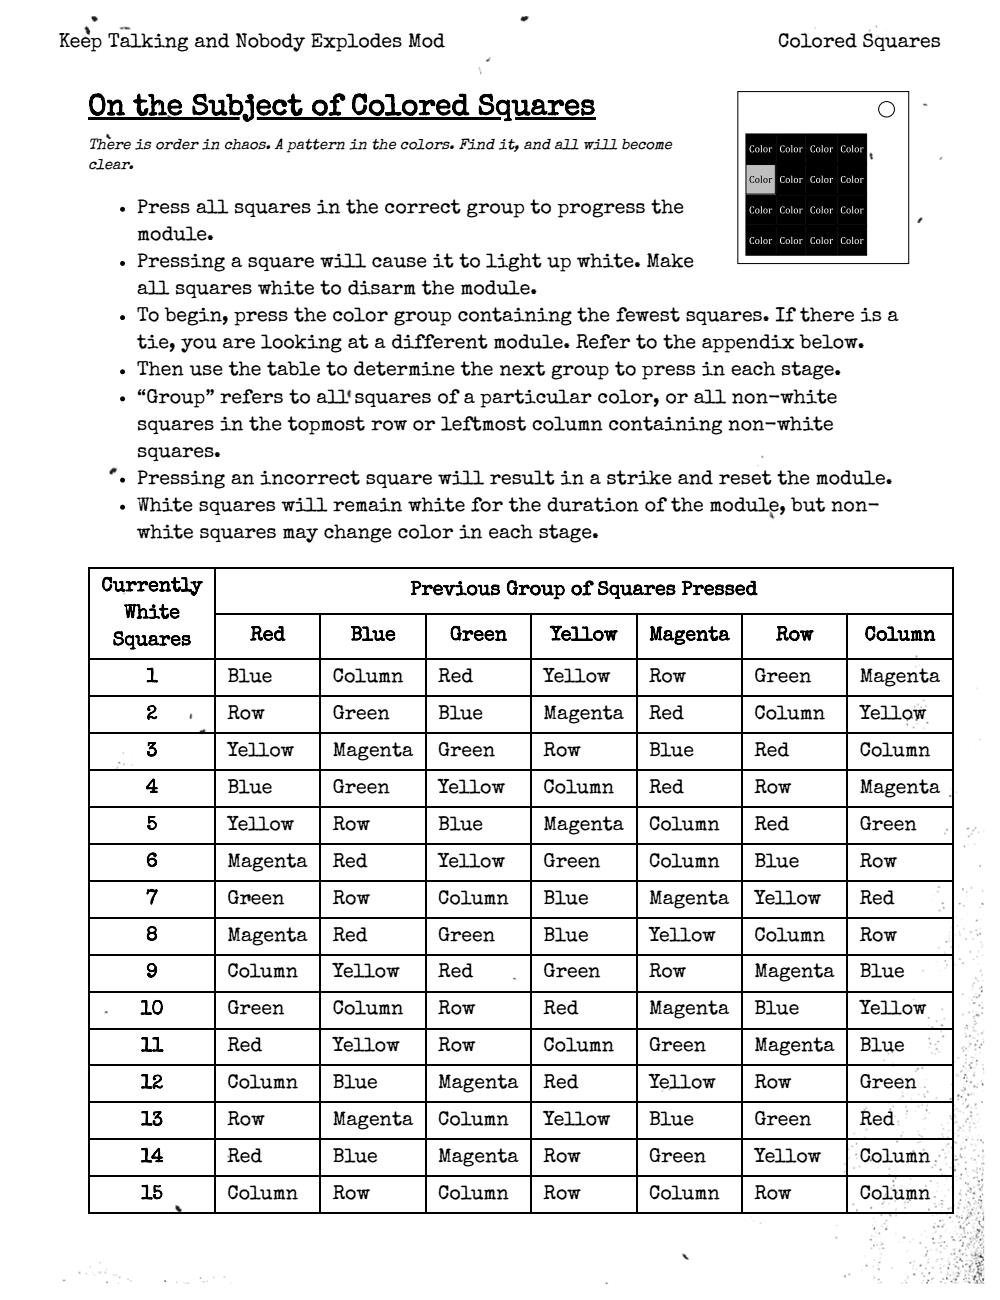 Keep Talking and Nobody Explodes Mod
Colored Squares
On the Subject of Colored Squares
There is order in chaos. A pattern in the colors. Find it, and all will become
clear.
Color Color Color Color
Color Color Color Color
Color Color Color Color
Color Color Color Color
• Press all squares in the correct group to progress the
module.
• Pressing a square will cause it to light up white. Make
all squares white to disarm the module.
• To begin, press the color group containing the fewest squares. If there is a
tie, you are looking at a different module. Refer to the appendix below.
• Then use the table to determine the next group to press in each stage.
• “Group” refers to all squares of a particular color, or all non-white
squares in the topmost row or leftmost column containing non-white
squares.
• Pressing an incorrect square will result in a strike and reset the module.
• White squares will remain white for the duration of the module, but non-
white squares may change color in each stage.
Currently
White
Squares
Previous Group of Squares Pressed
Red Blue Green Yellow Magenta Row Column
1 Blue Column Red Yellow Row Green Magenta
2 Row Green Blue Magenta Red Column Yellow
3 Yellow Magenta Green Row Blue Red Column
4 Blue Green Yellow Column Red Row Magenta
5 Yellow Row Blue Magenta Column Red Green
6 Magenta Red Yellow Green Column Blue Row
7 Green Row Column Blue Magenta Yellow Red
8 Magenta Red Green Blue Yellow Column Row
9 Column Yellow Red Green Row Magenta Blue
10 Green Column Row Red Magenta Blue Yellow
11 Red Yellow Row Column Green Magenta Blue
12 Column Blue Magenta Red Yellow Row Green
13 Row Magenta Column Yellow Blue Green Red
14 Red Blue Magenta Row Green Yellow Column
15 Column Row Column Row Column Row Column